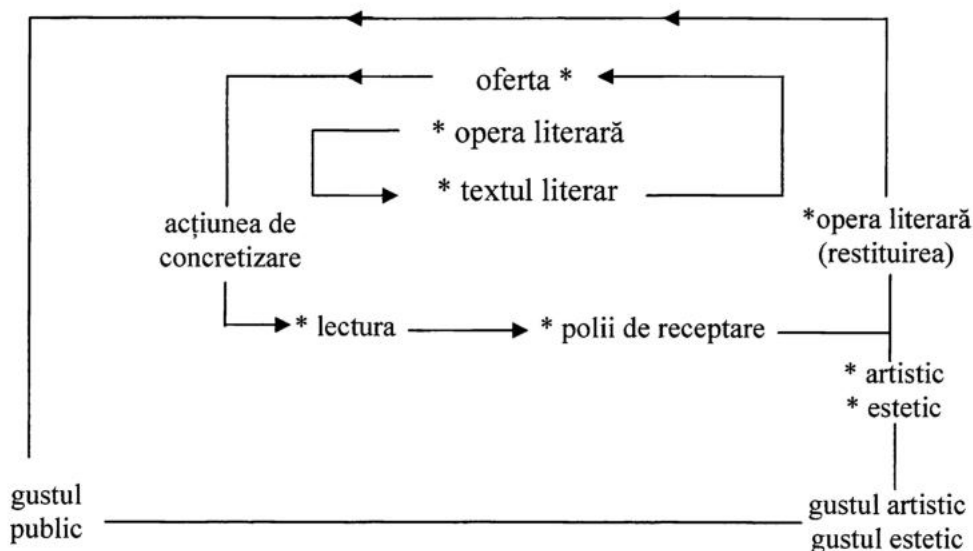 oferta *
* opera literară
* textul literar
acțiunea de
concretizare
*opera literară
(restituirea)
* lectura
* polii de receptare
* artistic
* estetic
gustul
public
gustul artistic
gustul estetic